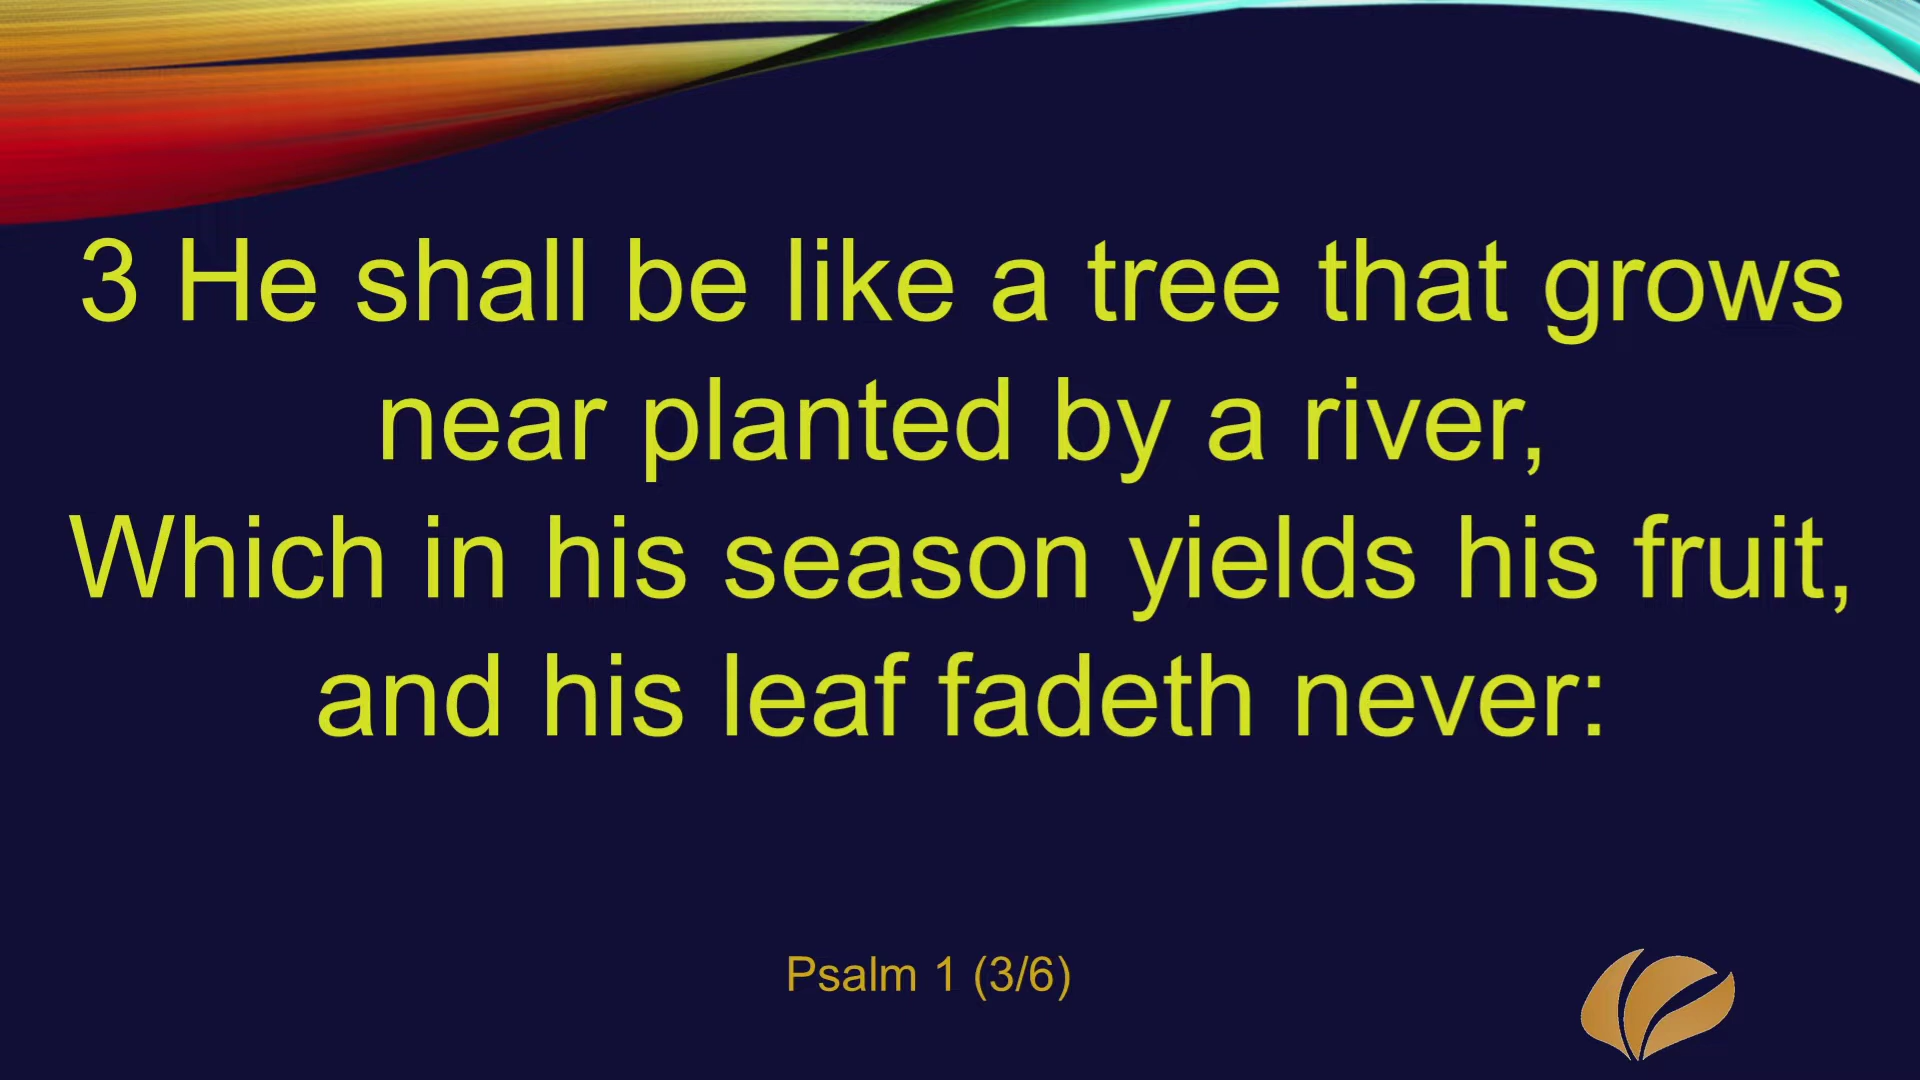 3 He shall be like a tree that grows
near planted by a river,
Which in his season yields his fruit,
and his leaf fadeth never:
Psalm 1 (3/6)